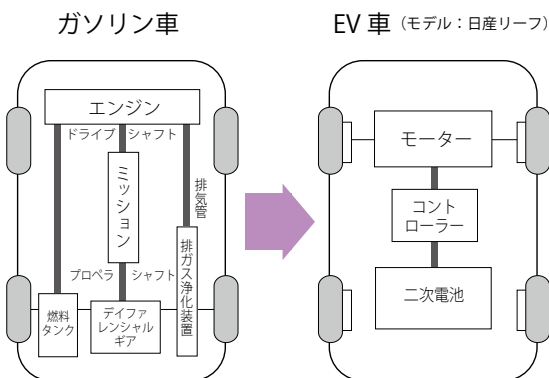 ガソリン車
エンジン
ドライブ シャフト
ミッション
排気管
排ガス浄化装置
プロペラ シャフト
燃料
タンク
デイファ
レンシャル
ギア
EV 車 (モデル：日産リーフ)
モーター
コント
ローラー
二次電池